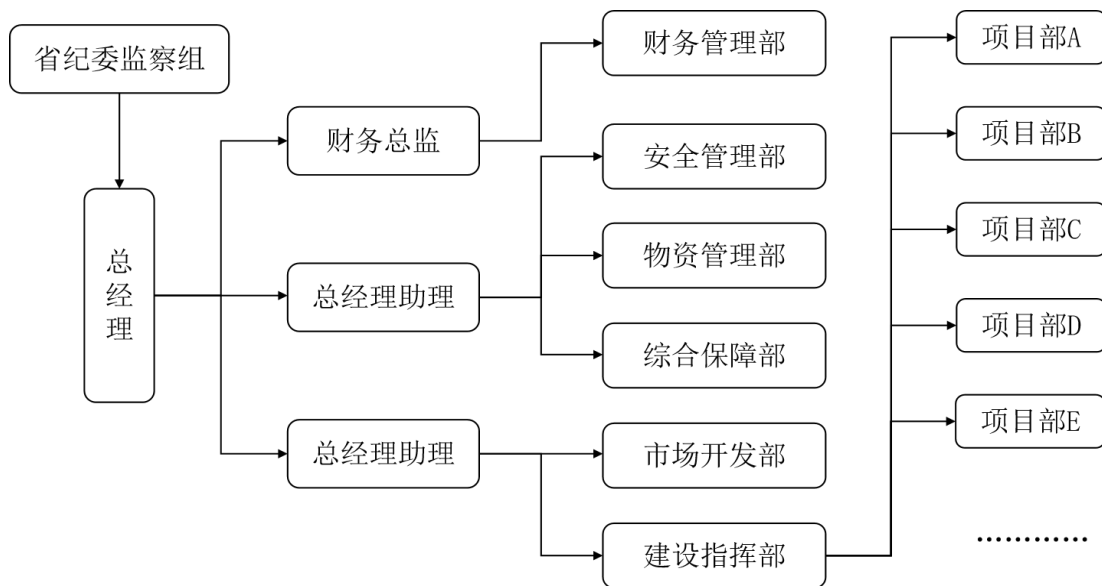 省纪委监察组
总
经
理
财务总监
总经理助理
总经理助理
财务管理部
安全管理部
物资管理部
综合保障部
市场开发部
建设指挥部
项目部A
项目部B
项目部C
项目部D
项目部E
…………